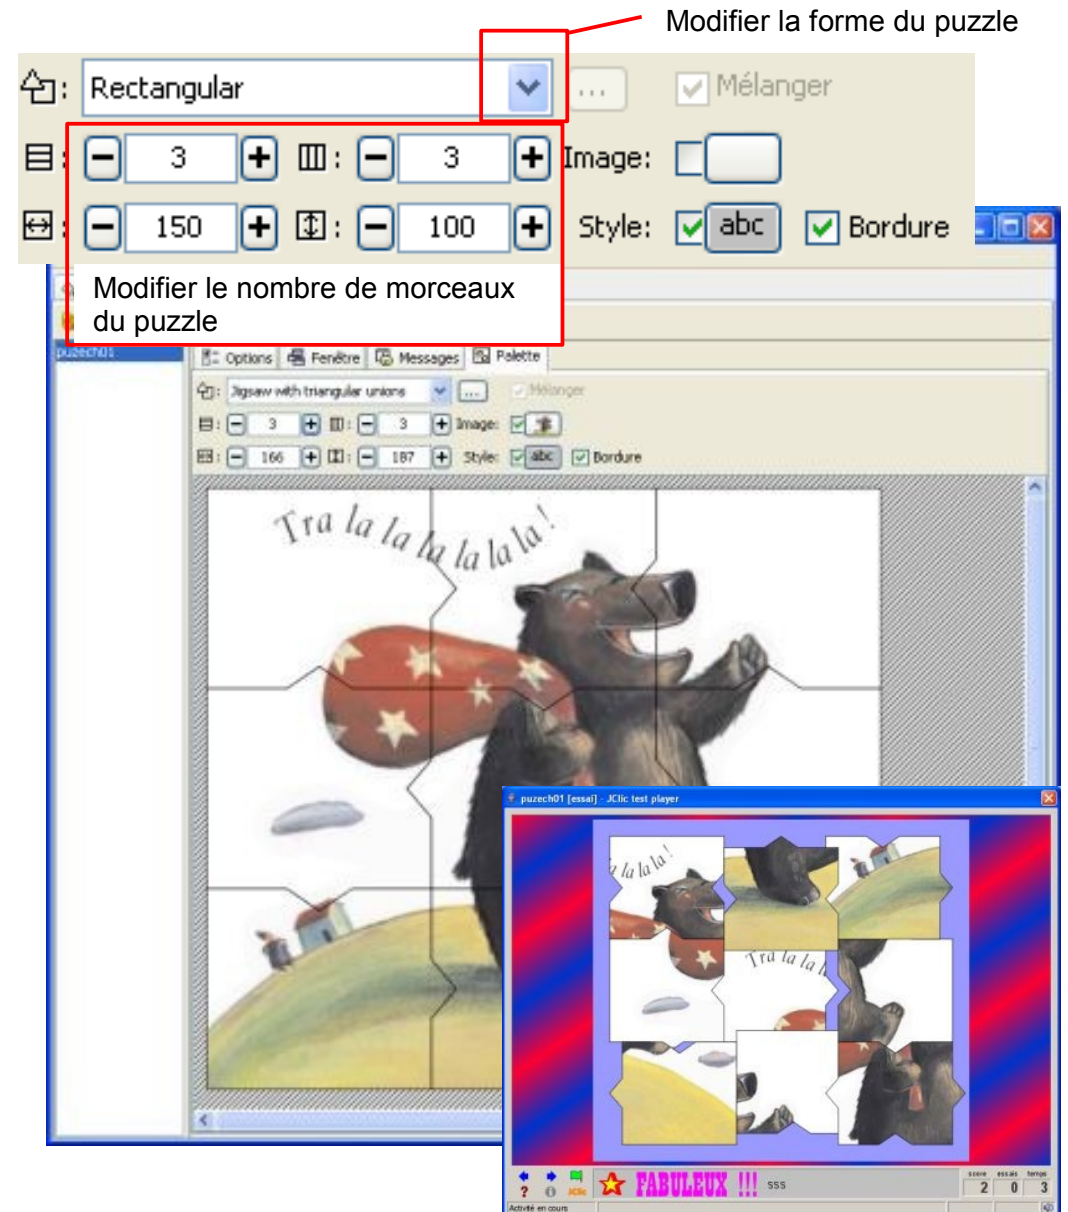 Modifier la forme du puzzle
Rectangular ... Mélanger
3 3 Image:
150 100 Style: abc Bordure
Modifier le nombre de morceaux
du puzzle
puzech01
Options Fenêtre Messages Palette
Jigsaw with triangular unions ... Mélanger
3 3 Image:
166 187 Style: abc Bordure
Tra la la la la la la !
puzech01 [essai] - JClic test player
la la la !
Tra la la
JClic FABULEUX !!! sss
score essais temps
2 0 3
Activité en cours